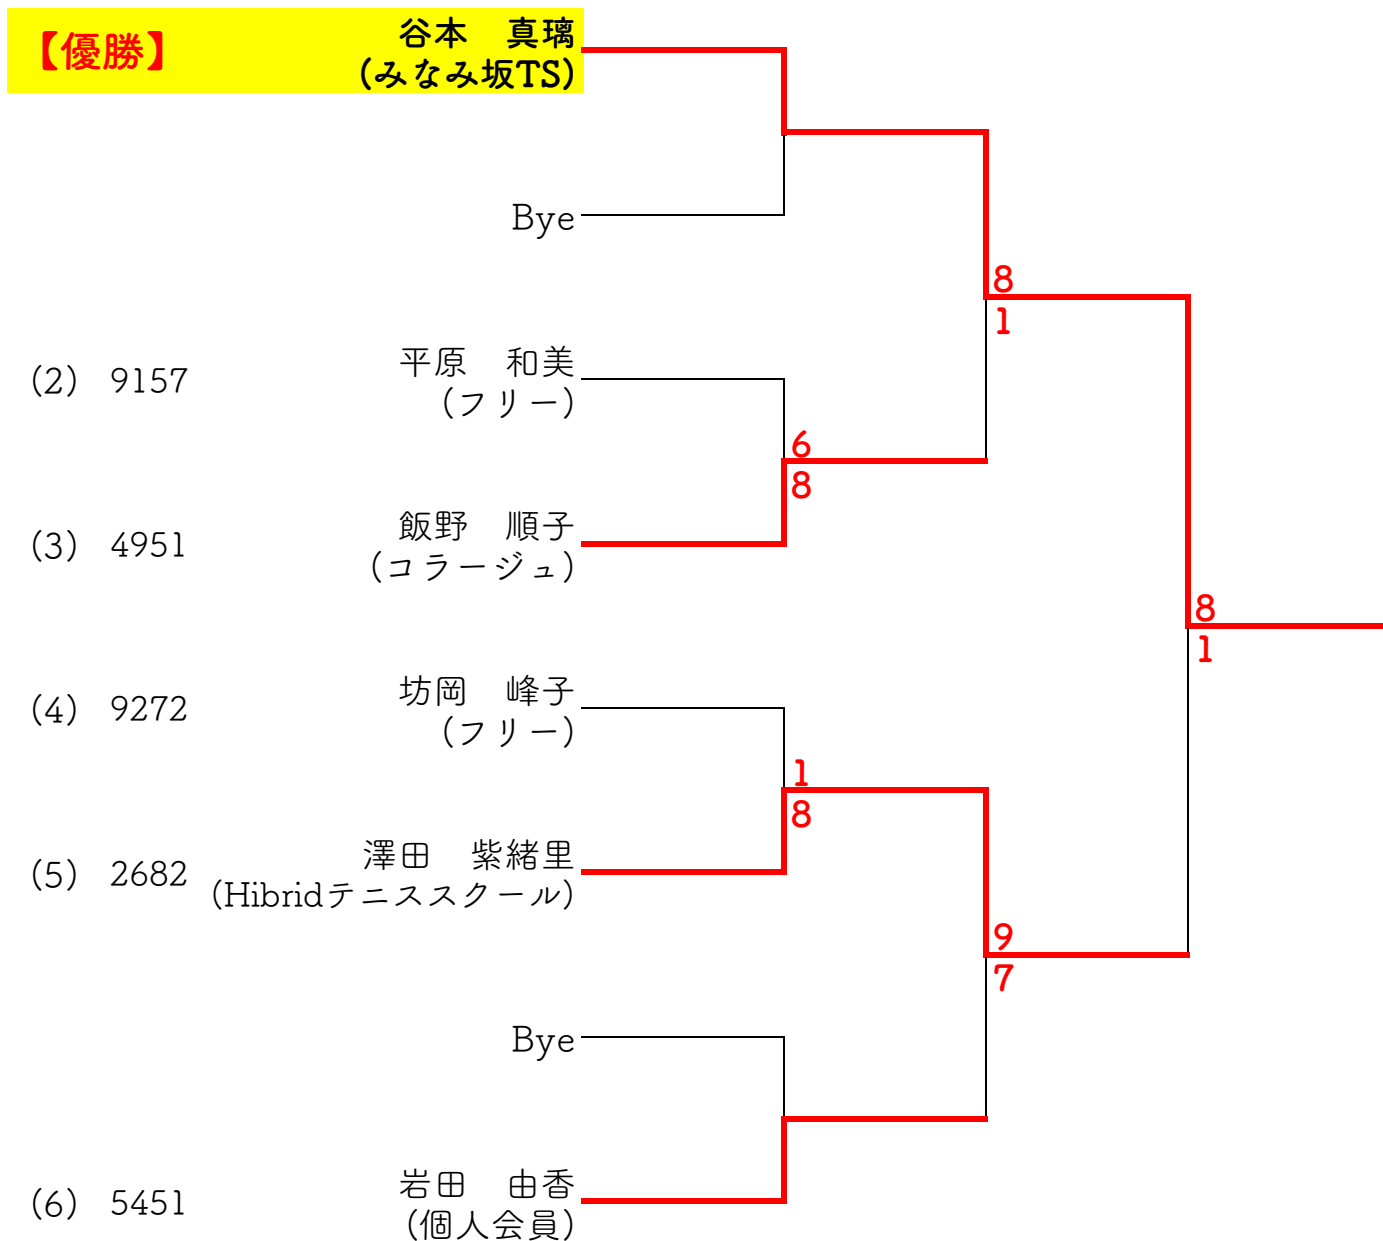 【優勝】 谷本　真璃
(みなみ坂TS)
Bye
8
1
(2) 9157 平原　和美
(フリー)
6
8
(3) 4951 飯野　順子
(コラージュ)
8
1
(4) 9272 坊岡　峰子
(フリー)
1
8
(5) 2682 澤田　紫緒里
(Hibridテニススクール)
9
7
Bye
(6) 5451 岩田　由香
(個人会員)